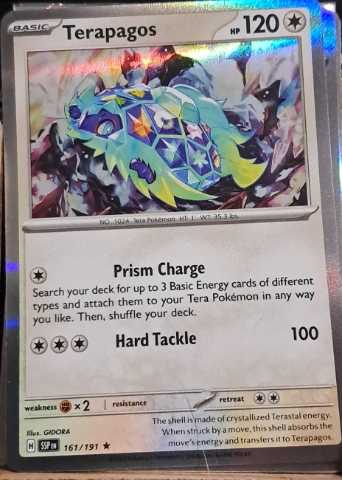 BASIC Terapagos HP 120
NO. 1024 Tera Pokémon HT: 1 WT: 35.3 lbs.
Prism Charge
Search your deck for up to 3 Basic Energy cards of different
types and attach them to your Tera Pokémon in any way
you like. Then, shuffle your deck.
Hard Tackle 100
weakness ×2 resistance retreat
Illus. GIDORA
H SSP EN 161/191 ★
The shell is made of crystallized Terastal energy.
When struck by a move, this shell absorbs the
move's energy and transfers it to Terapagos.